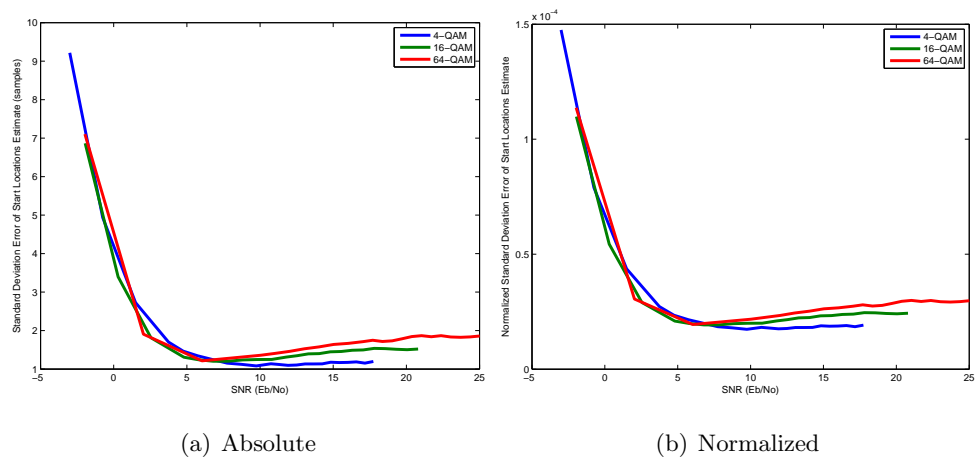 10
9
8
7
6
5
4
3
2
1
Standard Deviation Error of Start Locations Estimate (samples)
4−QAM
16−QAM
64−QAM
−5 0 5 10 15 20 25
SNR (Eb/No)
(a) Absolute
1.5 x 10−4
1
0.5
0
Normalized Standard Deviation Error of Start Locations Estimate
4−QAM
16−QAM
64−QAM
−5 0 5 10 15 20 25
SNR (Eb/No)
(b) Normalized